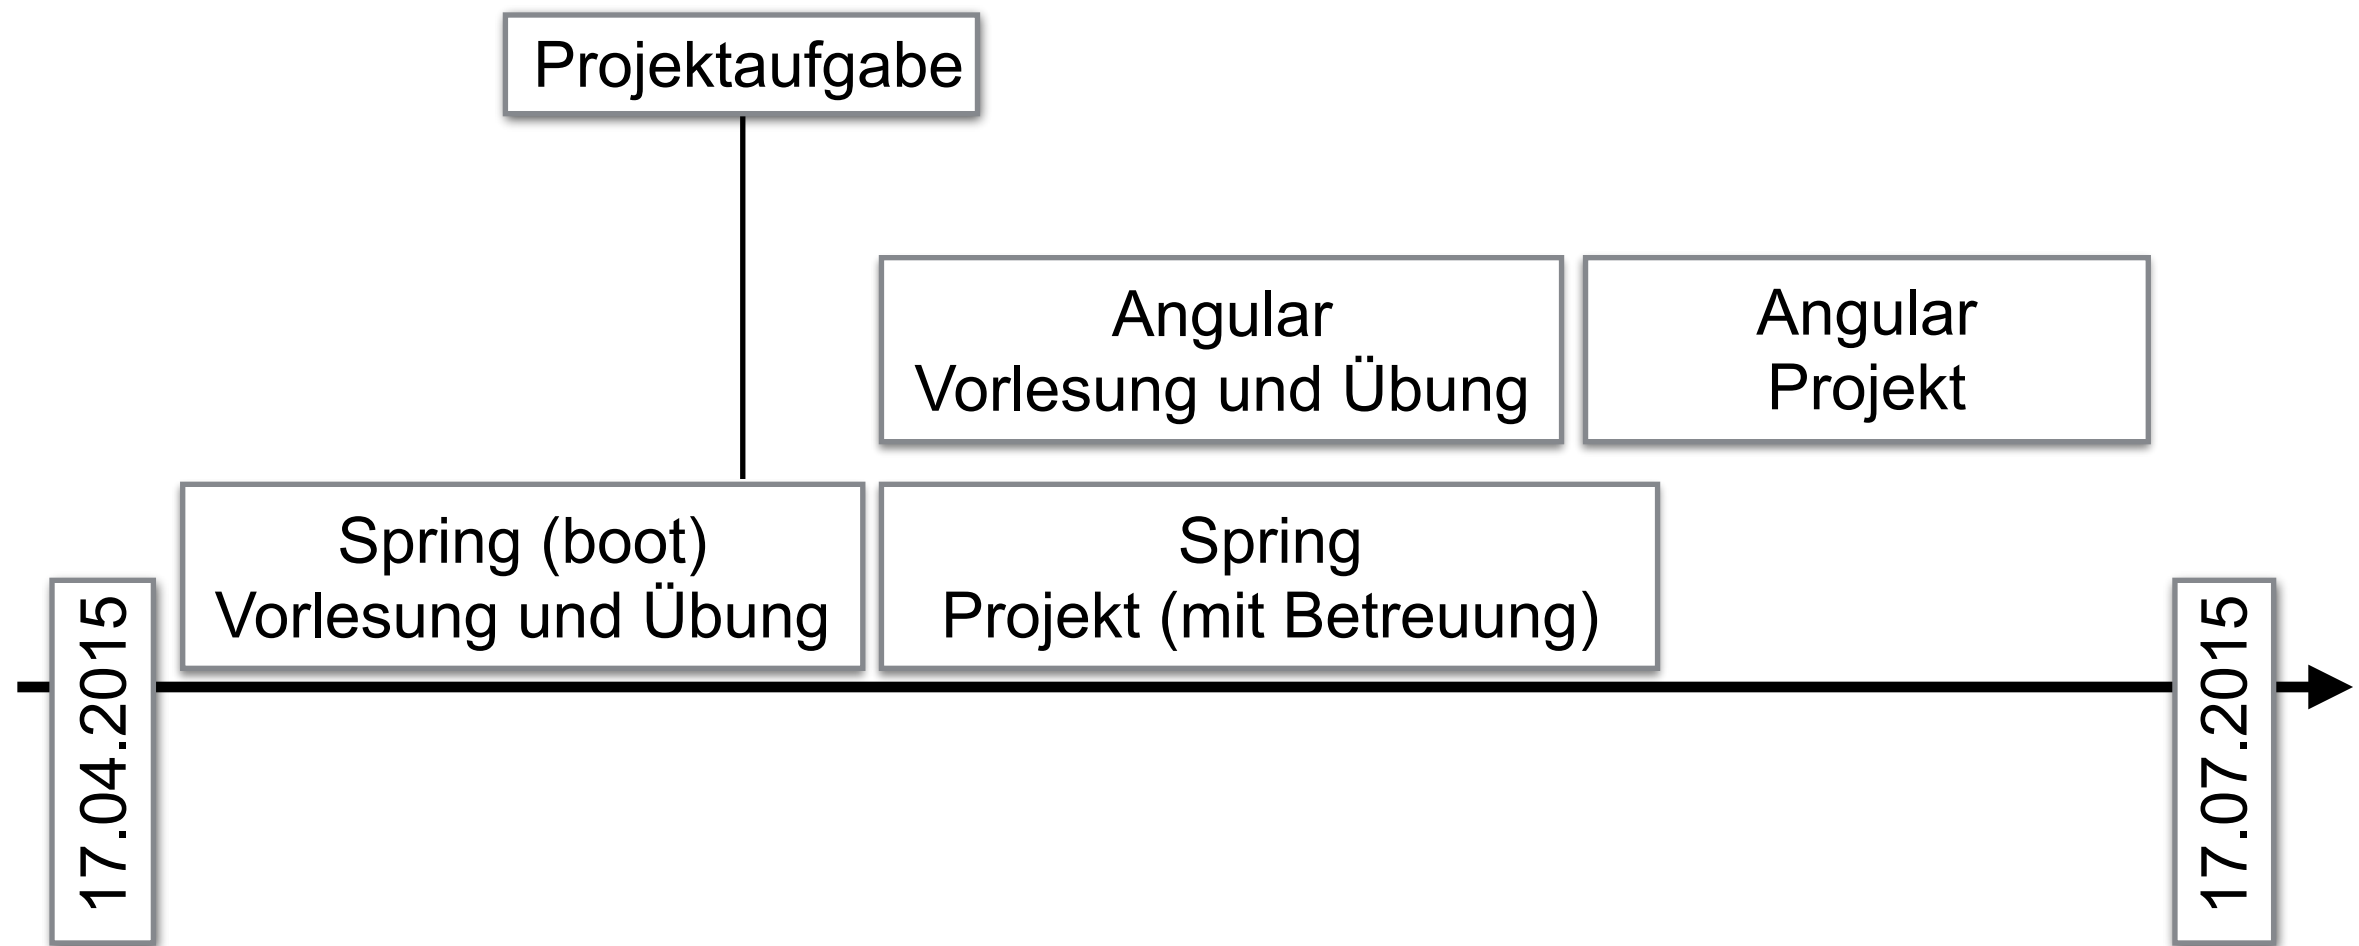 Projektaufgabe
Angular
Vorlesung und Übung
Angular
Projekt
Spring (boot)
Vorlesung und Übung
Spring
Projekt (mit Betreuung)
17.04.2015
17.07.2015